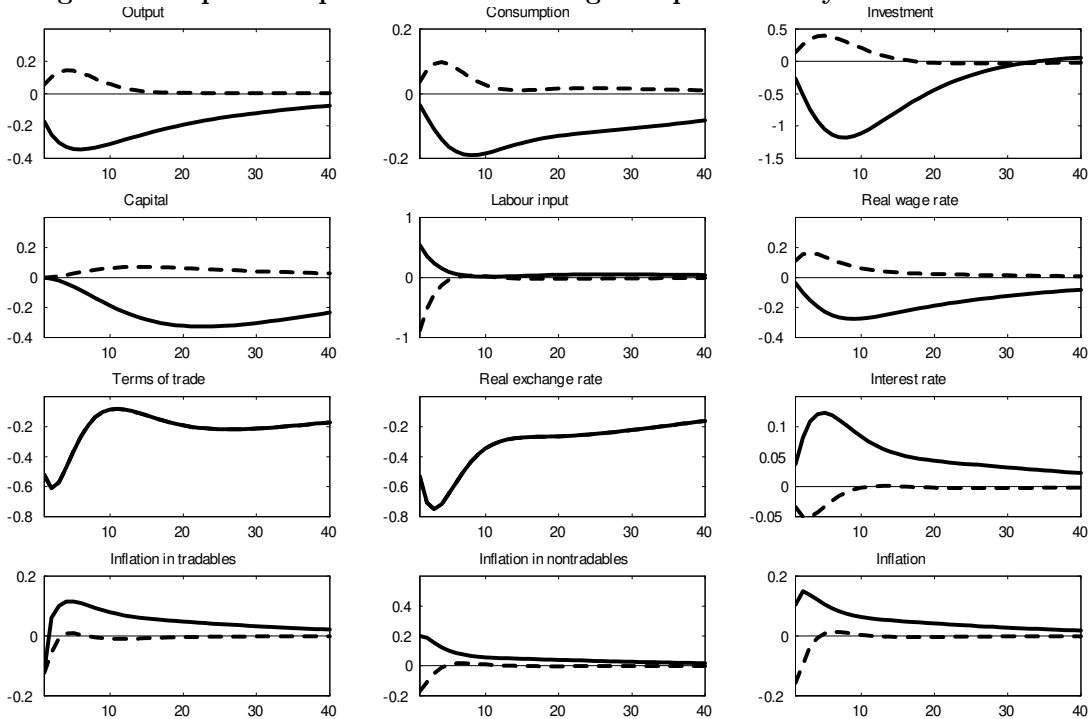 Output
0.2
0
-0.2
-0.4
10 20 30 40
Consumption
0.2
0
-0.2
10 20 30 40
Investment
0.5
0
-0.5
-1
-1.5
10 20 30 40
Capital
0.2
0
-0.2
-0.4
10 20 30 40
Labour input
1
0
-1
10 20 30 40
Real wage rate
0.2
0
-0.2
-0.4
10 20 30 40
Terms of trade
-0.2
-0.4
-0.6
-0.8
10 20 30 40
Real exchange rate
-0.2
-0.4
-0.6
-0.8
10 20 30 40
Interest rate
0.1
0.05
0
-0.05
10 20 30 40
Inflation in tradables
0.2
0
-0.2
10 20 30 40
Inflation in nontradables
0.4
0.2
0
-0.2
10 20 30 40
Inflation
0.2
0
-0.2
10 20 30 40